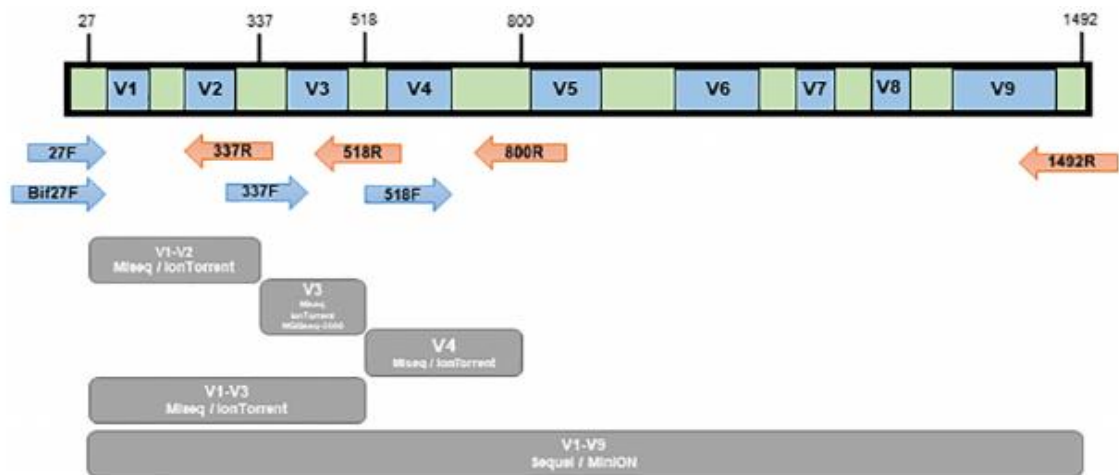 27 337 518 800 1492
V1 V2 V3 V4 V5 V6 V7 V8 V9
27F 337R 518R 800R 1492R
Bif27F 337F 518F
V1-V2
Miseq / IonTorrent
V3
Miseq
IonTorrent
V4
Miseq / IonTorrent
V1-V3
Miseq / IonTorrent
V1-V9
Sequel / MinION